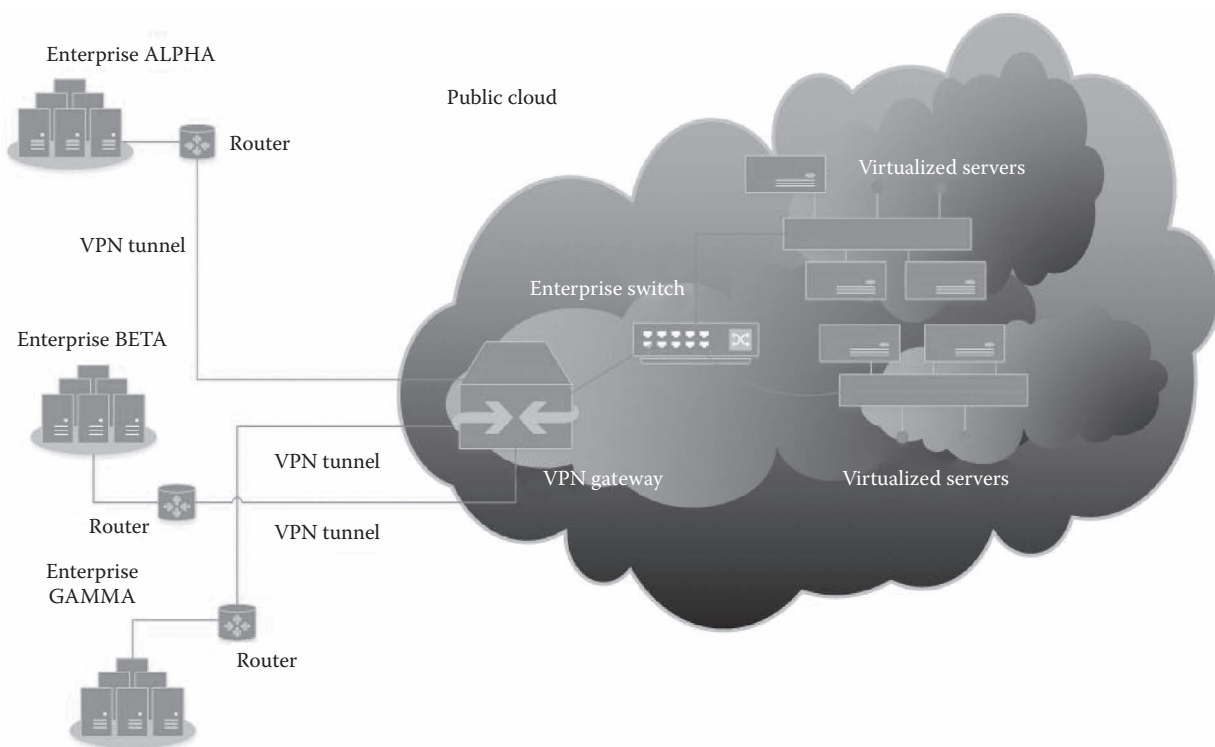 Enterprise ALPHA
Public cloud
Router
Virtualized servers
VPN tunnel
Enterprise switch
Enterprise BETA
VPN tunnel
VPN gateway
Virtualized servers
Router
VPN tunnel
Enterprise
GAMMA
Router